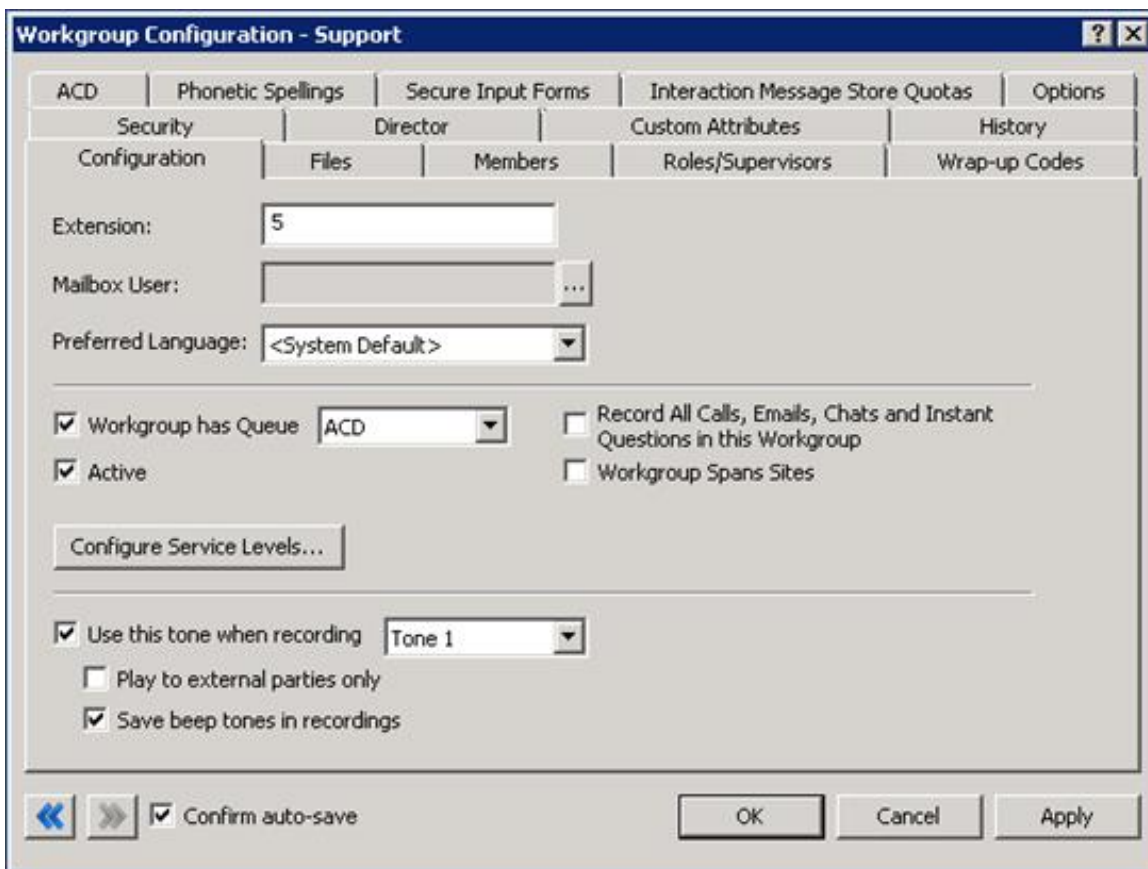 Workgroup Configuration - Support
ACD Phonetic Spellings Secure Input Forms Interaction Message Store Quotas Options
Security Director Custom Attributes History
Configuration Files Members Roles/Supervisors Wrap-up Codes
Extension: 5
Mailbox User: ...
Preferred Language: <System Default>
Workgroup has Queue ACD
Record All Calls, Emails, Chats and Instant
Questions in this Workgroup
Active
Workgroup Spans Sites
Configure Service Levels...
Use this tone when recording Tone 1
Play to external parties only
Save beep tones in recordings
Confirm auto-save OK Cancel Apply